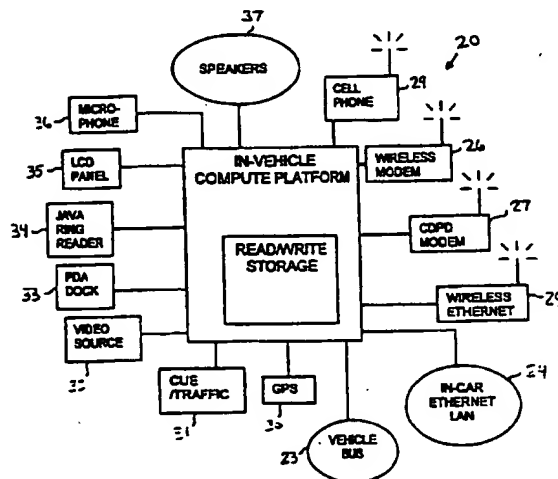 37
SPEAKERS
20
CELL
PHONE
29
36
MICRO-
PHONE
WIRELESS
MODEM
26
35
LCD
PANEL
IN-VEHICLE
COMPUTE PLATFORM
34
JAVA
RING
READER
READ/WRITE
STORAGE
CDPD
MODEM
27
33
PDA
DOCK
WIRELESS
ETHERNET
VIDEO
SOURCE
CUE
/TRAFFIC
31
GPS
30
23
VEHICLE
BUS
IN-CAR
ETHERNET
LAN
24